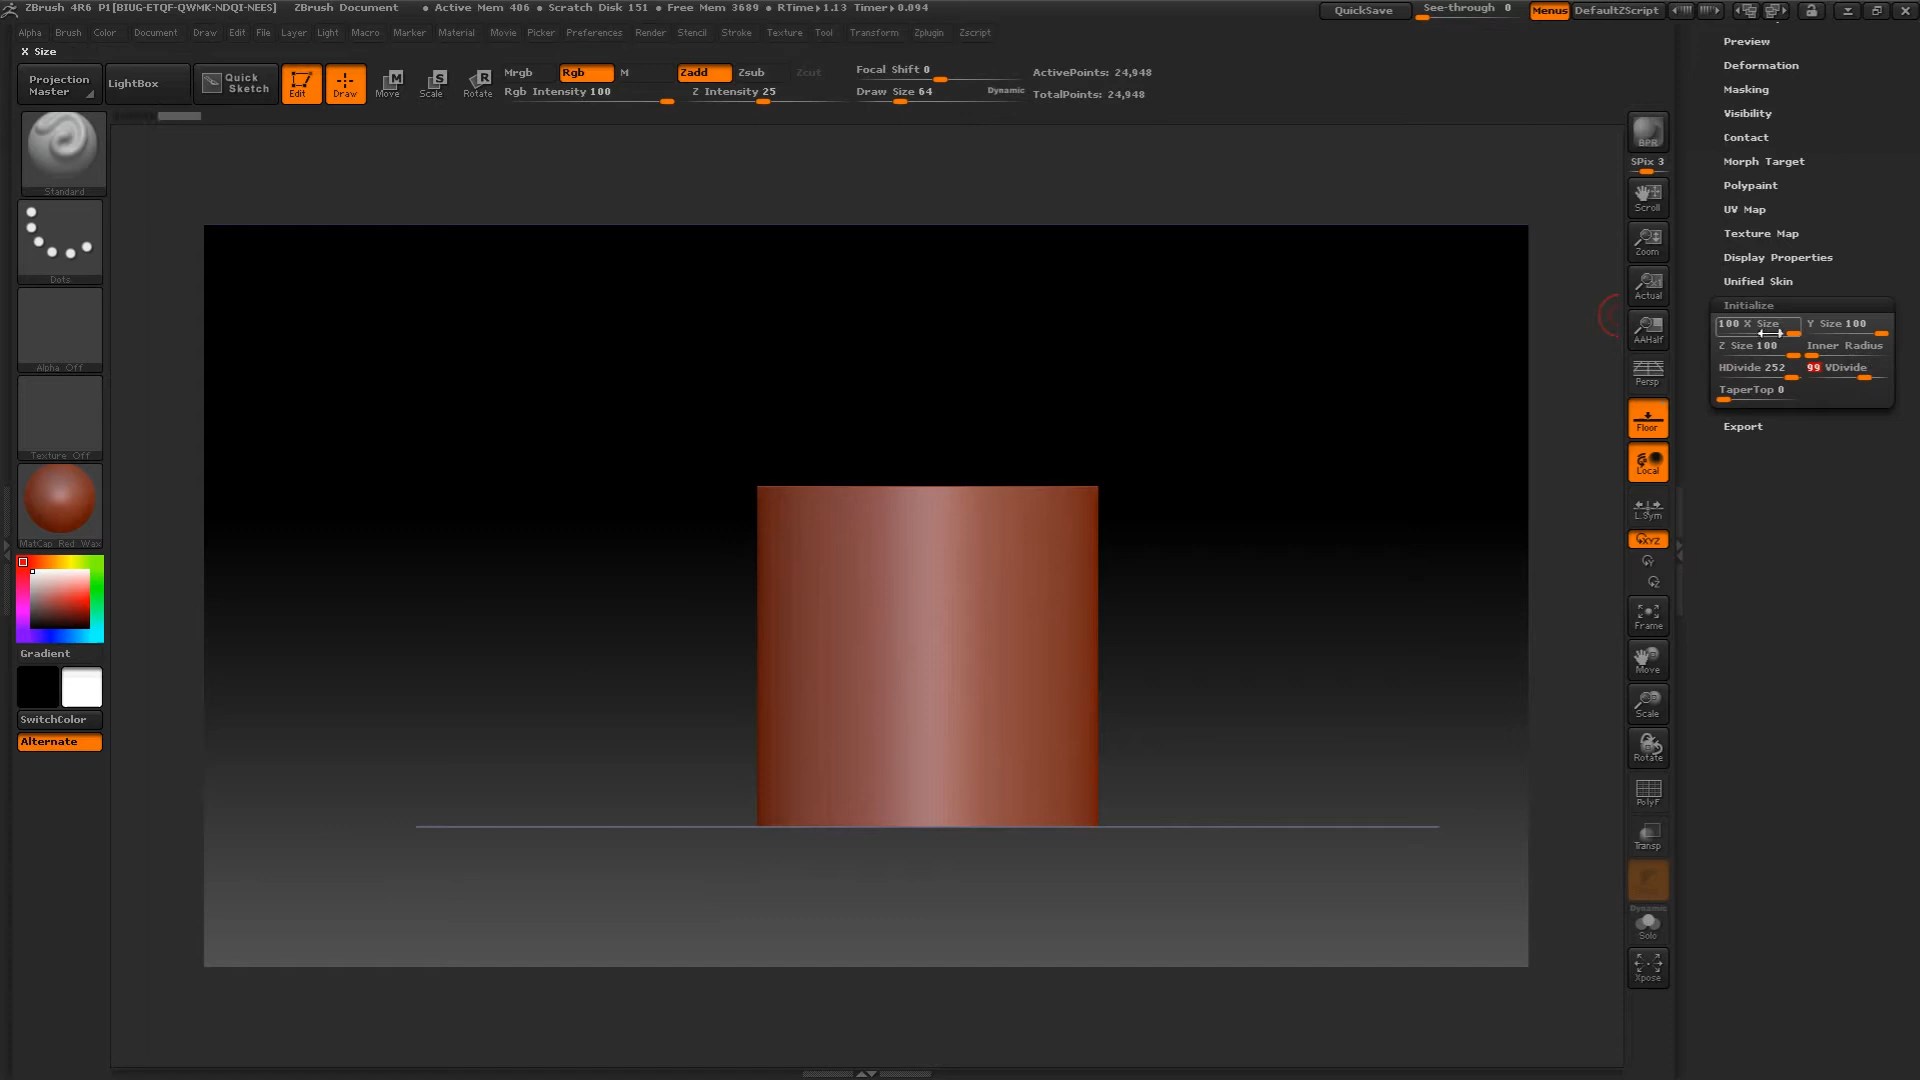 ZBrush 4R6 P1[BIUG-ETQF-QWMK-NDQI-NEES] ZBrush Document • Active Mem 406 • Scratch Disk 151 • Free Mem 3689 • RTime▸1.13 Timer▸0.094 QuickSave See-through 0 Menus DefaultZScript
Alpha Brush Color Document Draw Edit File Layer Light Macro Marker Material Movie Picker Preferences Render Stencil Stroke Texture Tool Transform Zplugin Zscript
X Size
Projection Master
LightBox
Quick Sketch
Edit
Draw
Move
Scale
Rotate
Mrgb Rgb M
Rgb Intensity 100
Zadd Zsub Zcut
Z Intensity 25
Focal Shift 0
Draw Size 64 Dynamic
ActivePoints: 24,948
TotalPoints: 24,948
Standard
Dots
Alpha Off
Texture Off
MatCap Red Wax
Gradient
SwitchColor
Alternate
BPR
SPix 3
Scroll
Zoom
Actual
AAHalf
Persp
Floor
Local
L.Sym
XYZ
Y
Z
Frame
Move
Scale
Rotate
PolyF
Transp
Dynamic
Solo
Xpose
Preview
Deformation
Masking
Visibility
Contact
Morph Target
Polypaint
UV Map
Texture Map
Display Properties
Unified Skin
Initialize
100 X Size Y Size 100
Z Size 100 Inner Radius
HDivide 252 99 VDivide
TaperTop 0
Export